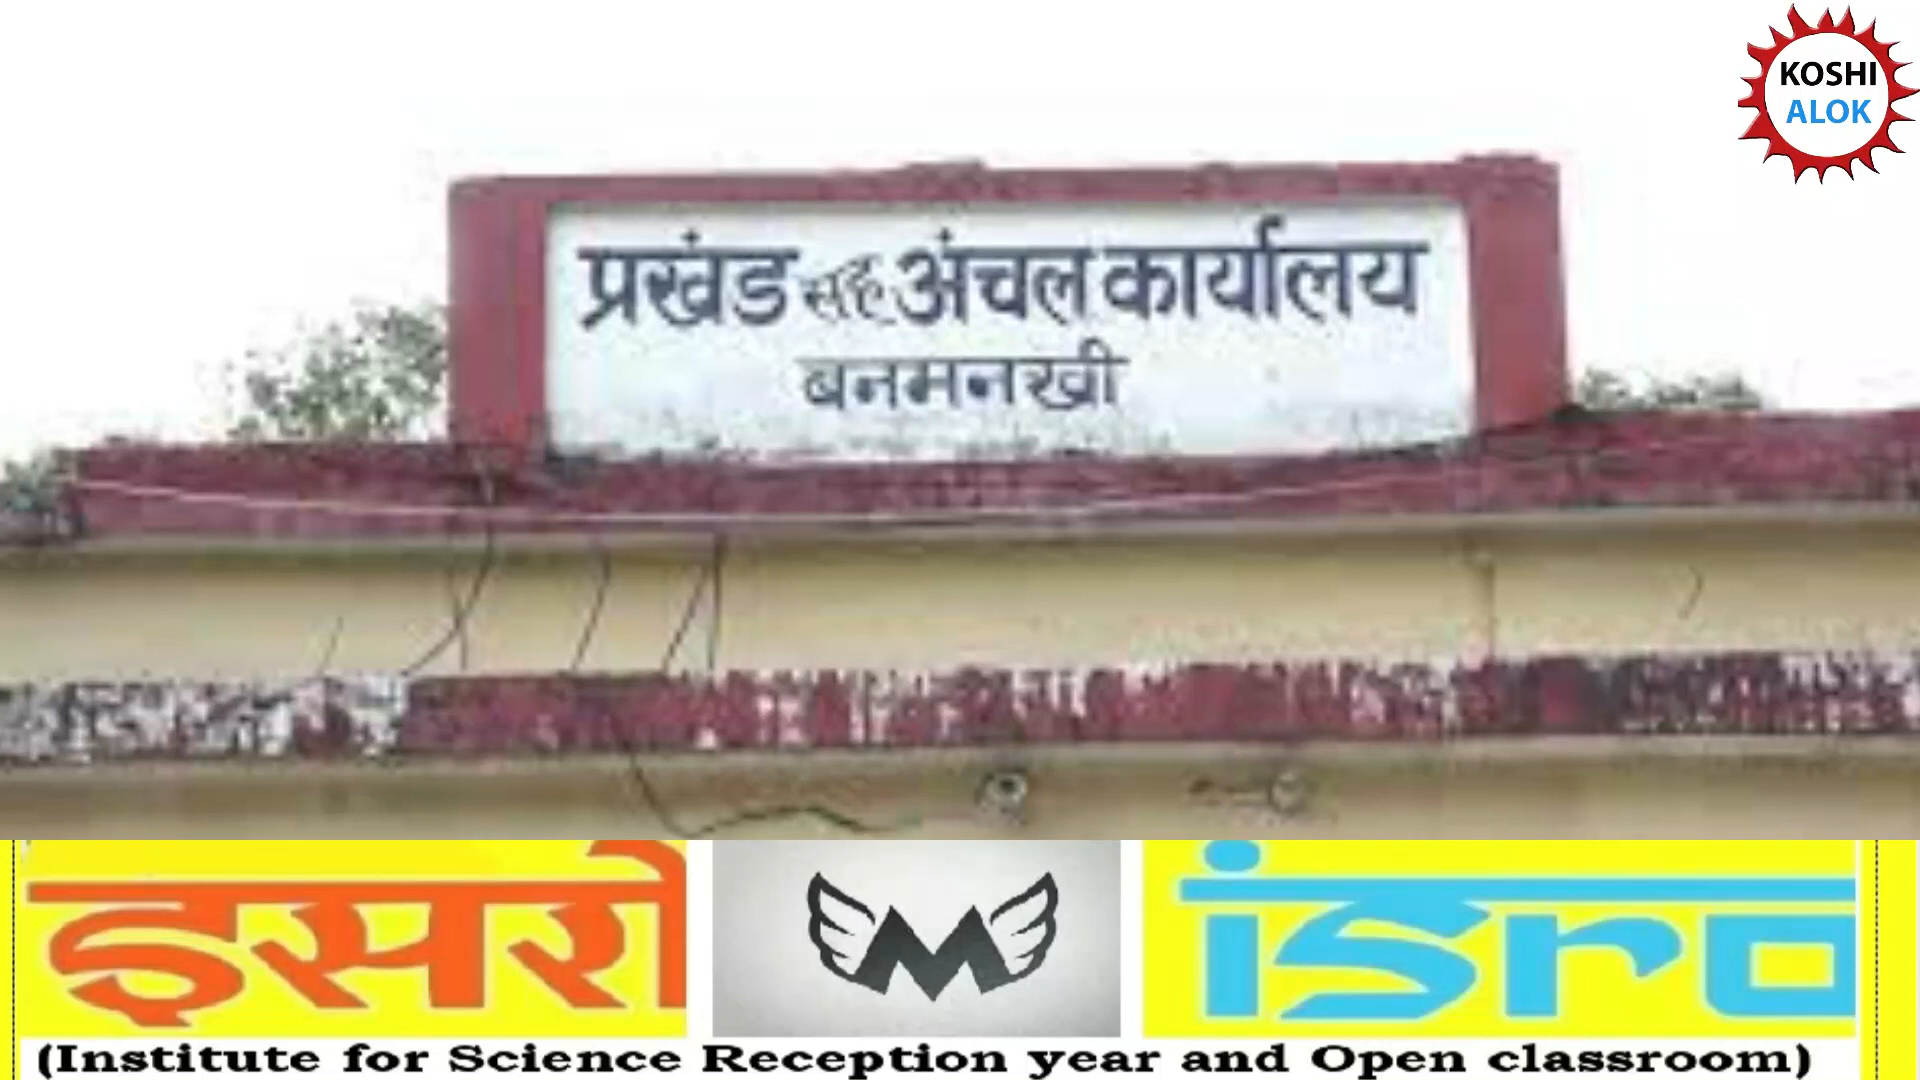 KOSHI
ALOK
प्रखंड सह अंचल कार्यालय
बनमनखी
इसरो M isro
(Institute for Science Reception year and Open classroom)